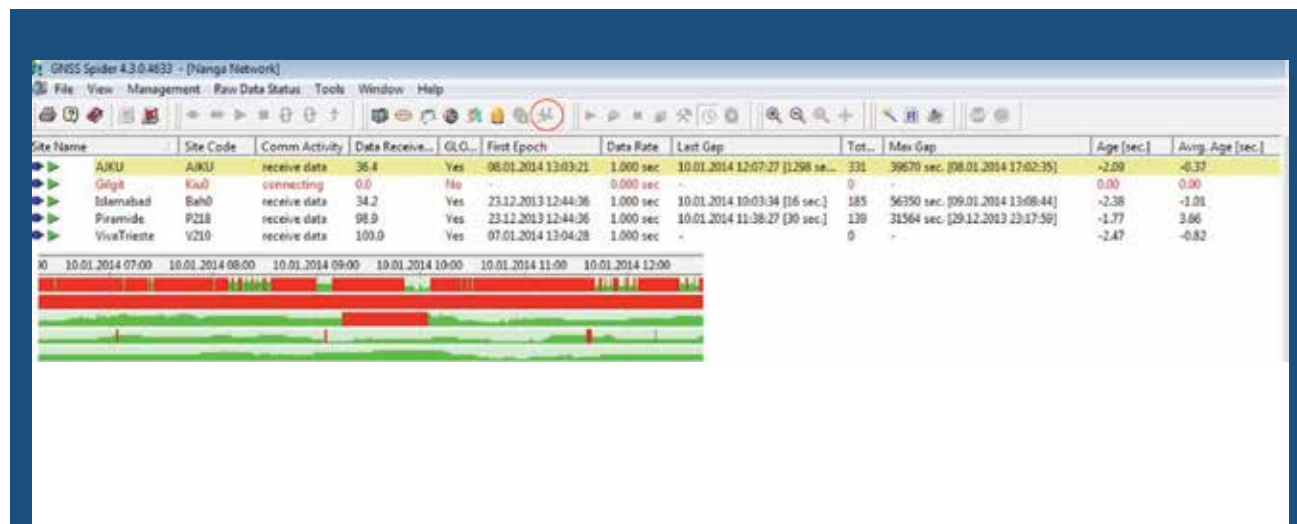 GNSS Spider 4.3.0.4633 - [Nanga Network]
File View Management Raw Data Status Tools Window Help
Site Name Site Code Comm Activity Data Receive... GLO... First Epoch Data Rate Last Gap Tot... Max Gap Age [sec.] Avrg. Age [sec.]
AJKU AJKU receive data 36.4 Yes 08.01.2014 13:03:21 1.000 sec 10.01.2014 12:07:27 [1298 se... 331 39670 sec. [08.01.2014 17:02:35] -2.09 -0.37
Gilgit Kiu0 connecting 0.0 No - 0.000 sec - 0 - 0.00 0.00
Islamabad Bah0 receive data 34.2 Yes 23.12.2013 12:44:36 1.000 sec 10.01.2014 10:03:34 [16 sec.] 185 56350 sec. [09.01.2014 13:08:44] -2.38 -1.01
Piramide P218 receive data 98.9 Yes 23.12.2013 12:44:36 1.000 sec 10.01.2014 11:38:27 [30 sec.] 139 31564 sec. [29.12.2013 23:17:59] -1.77 3.66
VivaTrieste V210 receive data 100.0 Yes 07.01.2014 13:04:28 1.000 sec - 0 - -2.47 -0.82
10.01.2014 07:00 10.01.2014 08:00 10.01.2014 09:00 10.01.2014 10:00 10.01.2014 11:00 10.01.2014 12:00